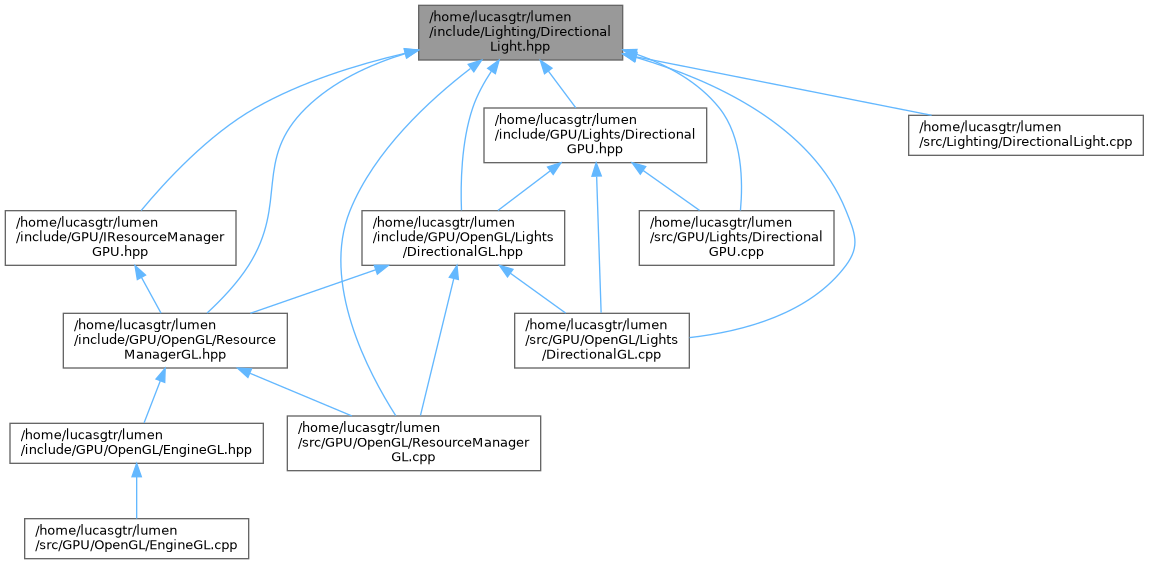 /home/lucasgtr/lumen
/include/Lighting/Directional
Light.hpp
/home/lucasgtr/lumen
/include/GPU/Lights/Directional
GPU.hpp
/home/lucasgtr/lumen
/src/Lighting/DirectionalLight.cpp
/home/lucasgtr/lumen
/include/GPU/IResourceManager
GPU.hpp
/home/lucasgtr/lumen
/include/GPU/OpenGL/Lights
/DirectionalGL.hpp
/home/lucasgtr/lumen
/src/GPU/Lights/Directional
GPU.cpp
/home/lucasgtr/lumen
/include/GPU/OpenGL/Resource
ManagerGL.hpp
/home/lucasgtr/lumen
/src/GPU/OpenGL/Lights
/DirectionalGL.cpp
/home/lucasgtr/lumen
/include/GPU/OpenGL/EngineGL.hpp
/home/lucasgtr/lumen
/src/GPU/OpenGL/ResourceManager
GL.cpp
/home/lucasgtr/lumen
/src/GPU/OpenGL/EngineGL.cpp